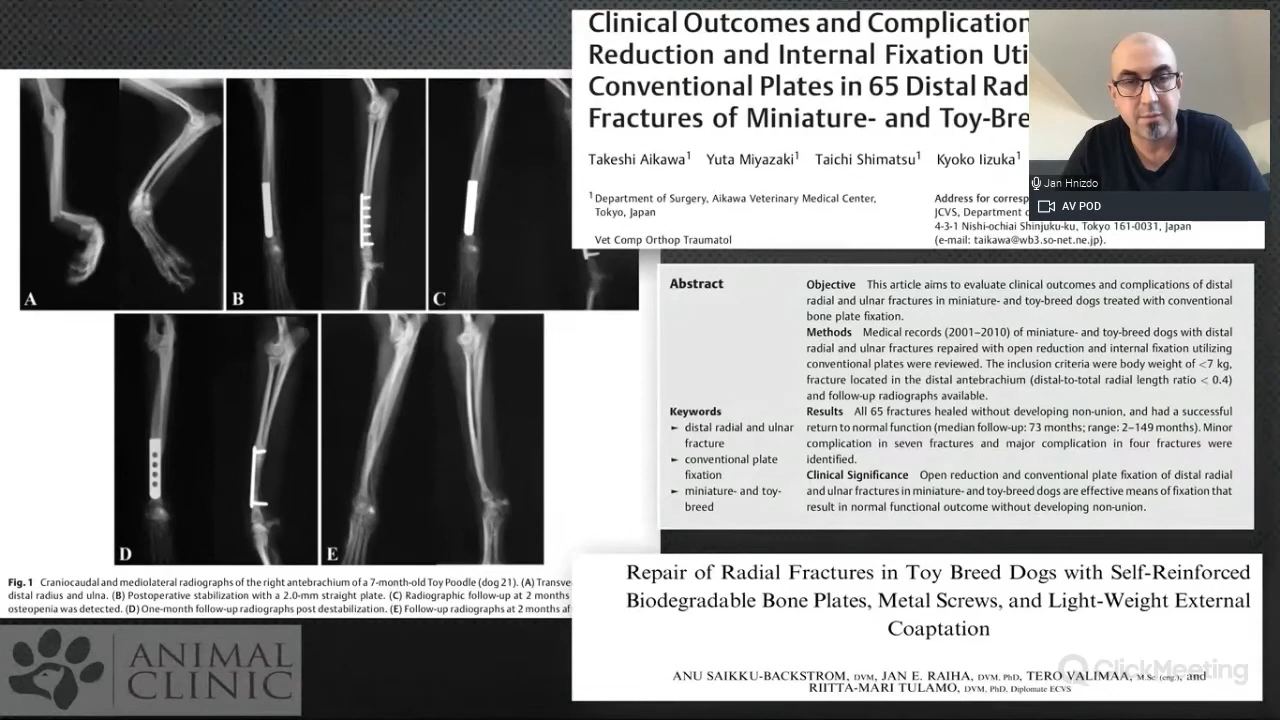 Clinical Outcomes and Complication
Reduction and Internal Fixation Uti
Conventional Plates in 65 Distal Rad
Fractures of Miniature- and Toy-Bre
Takeshi Aikawa1 Yuta Miyazaki1 Taichi Shimatsu1 Kyoko Iizuka1
1 Department of Surgery, Aikawa Veterinary Medical Center,
Tokyo, Japan
Vet Comp Orthop Traumatol
Address for corresp
JCVS, Department
4-3-1 Nishi-ochiai Shinjuku-ku, Tokyo 161-0031, Japan
(e-mail: taikawa@wb3.so-net.ne.jp).
Jan Hnizdo
AV POD
A
B
C
D
E
Fig. 1 Craniocaudal and mediolateral radiographs of the right antebrachium of a 7-month-old Toy Poodle (dog 21). (A) Transve
distal radius and ulna. (B) Postoperative stabilization with a 2.0-mm straight plate. (C) Radiographic follow-up at 2 months
osteopenia was detected. (D) One-month follow-up radiographs post destabilization. (E) Follow-up radiographs at 2 months af
Abstract
Objective This article aims to evaluate clinical outcomes and complications of distal
radial and ulnar fractures in miniature- and toy-breed dogs treated with conventional
bone plate fixation.
Methods Medical records (2001–2010) of miniature- and toy-breed dogs with distal
radial and ulnar fractures repaired with open reduction and internal fixation utilizing
conventional plates were reviewed. The inclusion criteria were body weight of <7 kg,
fracture located in the distal antebrachium (distal-to-total radial length ratio < 0.4)
and follow-up radiographs available.
Results All 65 fractures healed without developing non-union, and had a successful
return to normal function (median follow-up: 73 months; range: 2–149 months). Minor
complication in seven fractures and major complication in four fractures were
identified.
Clinical Significance Open reduction and conventional plate fixation of distal radial
and ulnar fractures in miniature- and toy-breed dogs are effective means of fixation that
result in normal functional outcome without developing non-union.
Keywords
► distal radial and ulnar
fracture
► conventional plate
fixation
► miniature- and toy-
breed
Repair of Radial Fractures in Toy Breed Dogs with Self-Reinforced
Biodegradable Bone Plates, Metal Screws, and Light-Weight External
Coaptation
ANU SAIKKU-BACKSTROM, DVM, JAN E. RAIHA, DVM, PhD, TERO VALIMAA, M.Sc (eng.), and
RIITTA-MARI TULAMO, DVM, PhD, Diplomate ECVS
ANIMAL
CLINIC
ClickMeeting